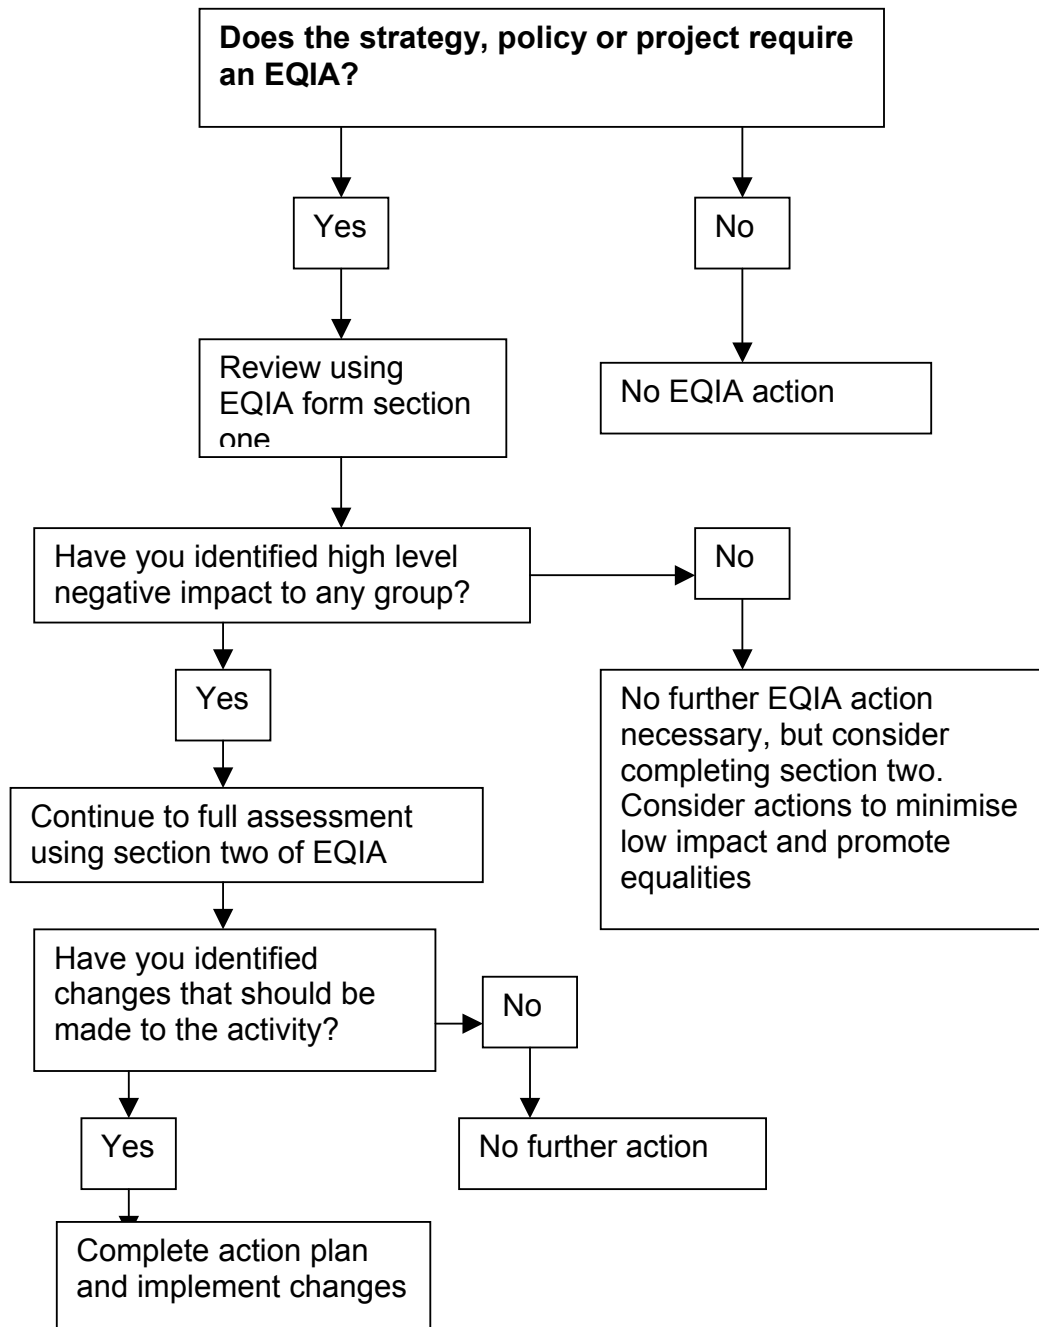 Does the strategy, policy or project require
an EQIA?
Yes
No
Review using
EQIA form section
one
No EQIA action
Have you identified high level
negative impact to any group?
No
Yes
No further EQIA action
necessary, but consider
completing section two.
Consider actions to minimise
low impact and promote
equalities
Continue to full assessment
using section two of EQIA
Have you identified
changes that should be
made to the activity?
No
Yes
No further action
Complete action plan
and implement changes